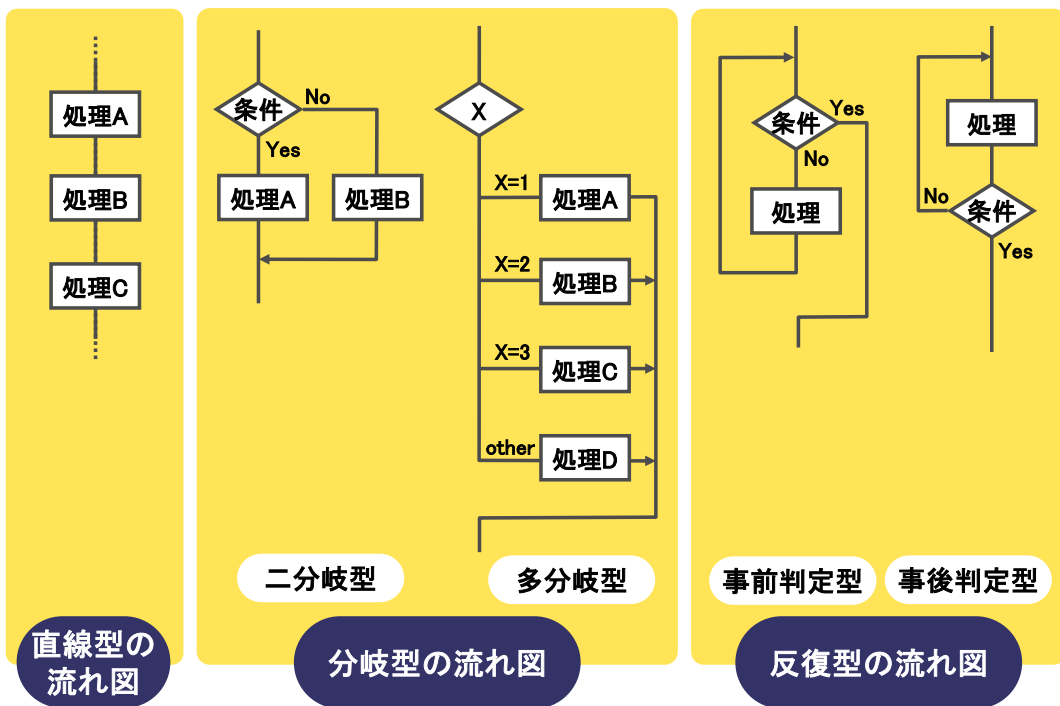 処理A
処理B
処理C
直線型の
流れ図
条件
No
Yes
処理A
処理B
二分岐型
X
X=1
処理A
X=2
処理B
X=3
処理C
other
処理D
多分岐型
分岐型の流れ図
条件
Yes
No
処理
事前判定型
処理
No
条件
Yes
事後判定型
反復型の流れ図